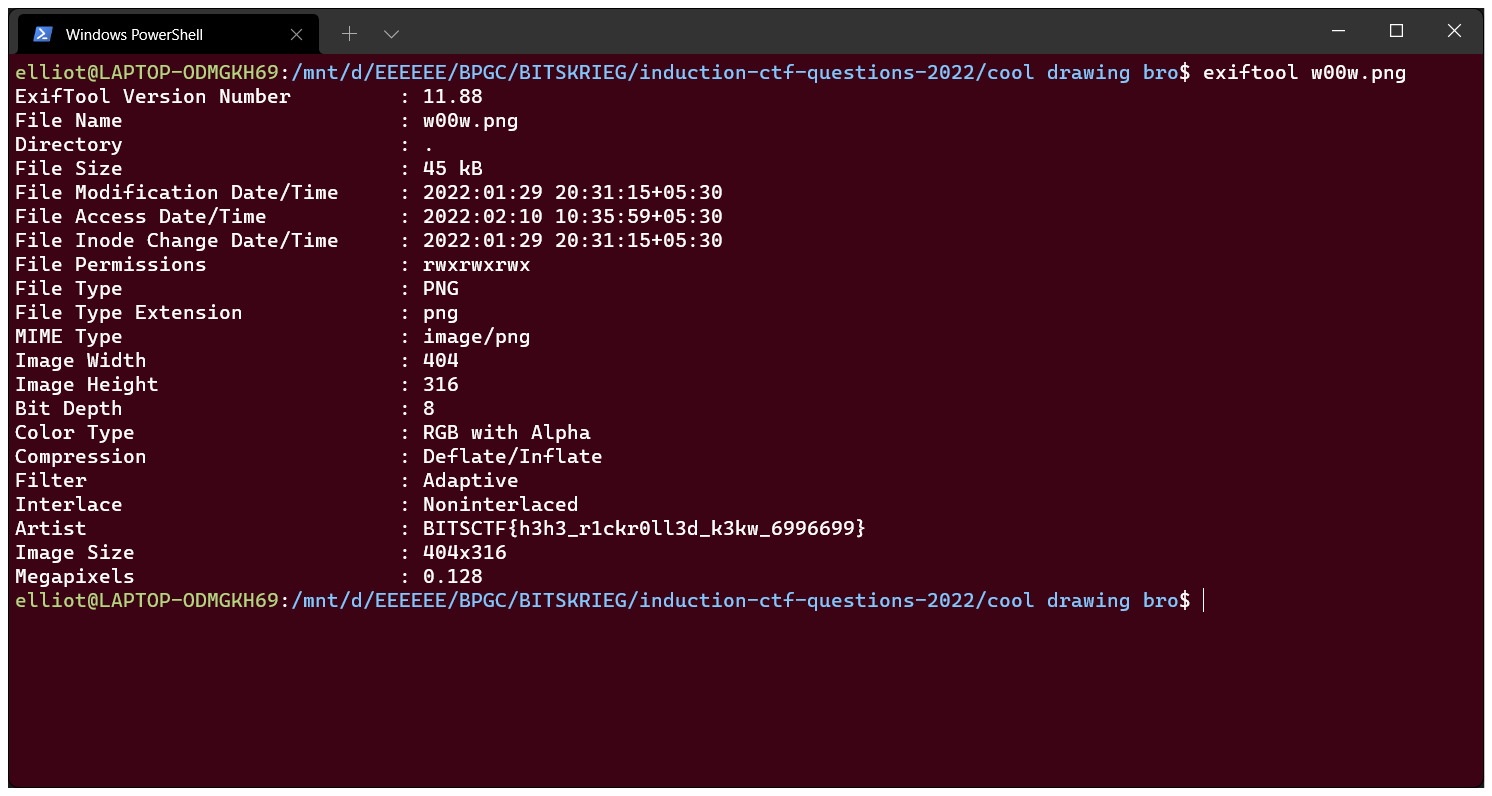 Windows PowerShell
elliot@LAPTOP-ODMGKH69:/mnt/d/EEEEEE/BPGC/BITSKRIEG/induction-ctf-questions-2022/cool drawing bro$ exiftool w00w.png
ExifTool Version Number         : 11.88
File Name                       : w00w.png
Directory                       : .
File Size                       : 45 kB
File Modification Date/Time     : 2022:01:29 20:31:15+05:30
File Access Date/Time           : 2022:02:10 10:35:59+05:30
File Inode Change Date/Time     : 2022:01:29 20:31:15+05:30
File Permissions                : rwxrwxrwx
File Type                       : PNG
File Type Extension             : png
MIME Type                       : image/png
Image Width                     : 404
Image Height                    : 316
Bit Depth                       : 8
Color Type                      : RGB with Alpha
Compression                     : Deflate/Inflate
Filter                          : Adaptive
Interlace                       : Noninterlaced
Artist                          : BITSCTF{h3h3_r1ckr0ll3d_k3kw_6996699}
Image Size                      : 404x316
Megapixels                      : 0.128
elliot@LAPTOP-ODMGKH69:/mnt/d/EEEEEE/BPGC/BITSKRIEG/induction-ctf-questions-2022/cool drawing bro$